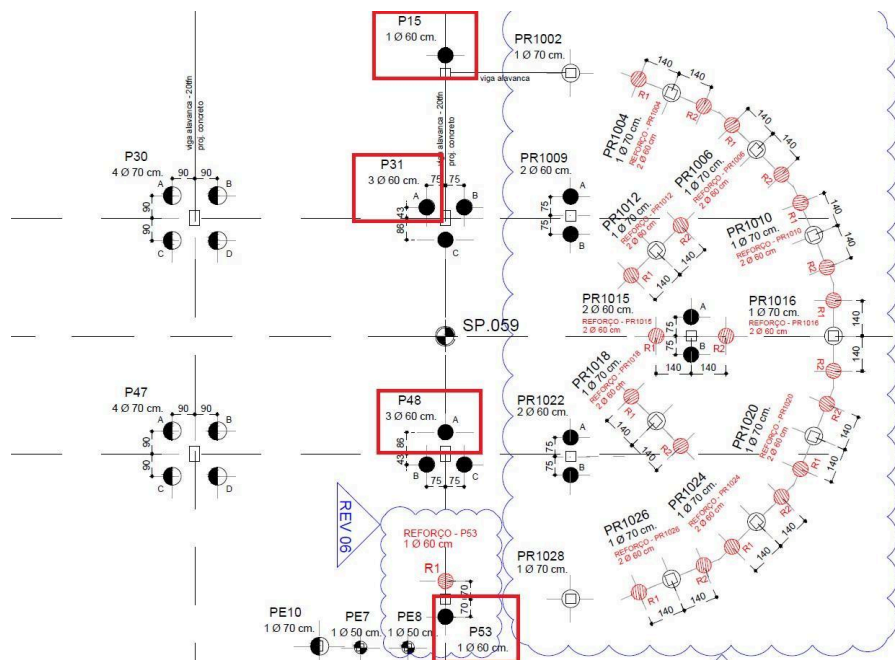 P15
1 Ø 60 cm.
PR1002
1 Ø 70 cm.
viga alavanca
viga alavanca - 20tfn
proj. concreto
viga alavanca - 20tfn
proj. concreto
140
140
R1
R2
PR1004
1 Ø 70 cm.
REFORÇO - PR1004
2 Ø 60 cm
140
140
R1
R2
PR1006
1 Ø 70 cm.
REFORÇO - PR1006
2 Ø 60 cm
P30
4 Ø 70 cm.
90
90
A
B
90
90
C
D
P31
3 Ø 60 cm.
75
75
A
B
43
86
C
PR1009
2 Ø 60 cm.
A
75
75
B
PR1012
1 Ø 70 cm.
REFORÇO - PR1012
2 Ø 60 cm
R2
R1
140
140
PR1010
1 Ø 70 cm.
REFORÇO - PR1010
2 Ø 60 cm
R1
R2
140
140
SP.059
PR1015
2 Ø 60 cm.
REFORÇO - PR1015
2 Ø 60 cm
A
75
75
B
R1
R2
140
140
PR1016
1 Ø 70 cm.
REFORÇO - PR1016
2 Ø 60 cm
R1
R2
140
140
PR1018
1 Ø 70 cm.
REFORÇO - PR1018
2 Ø 60 cm
R1
R2
140
140
P47
4 Ø 70 cm.
90
90
A
B
90
90
C
D
P48
3 Ø 60 cm.
A
86
43
B
C
75
75
PR1022
2 Ø 60 cm.
A
75
75
B
PR1020
1 Ø 70 cm.
REFORÇO - PR1020
2 Ø 60 cm
R2
R1
140
140
PR1024
1 Ø 70 cm.
REFORÇO - PR1024
2 Ø 60 cm
R2
R1
140
140
PR1026
1 Ø 70 cm.
REFORÇO - PR1026
2 Ø 60 cm
R1
R2
140
140
REV 06
REFORÇO - P53
1 Ø 60 cm
R1
70
70
PR1028
1 Ø 70 cm.
PE10
1 Ø 70 cm.
PE7
1 Ø 50 cm.
PE8
1 Ø 50 cm.
P53
1 Ø 60 cm.